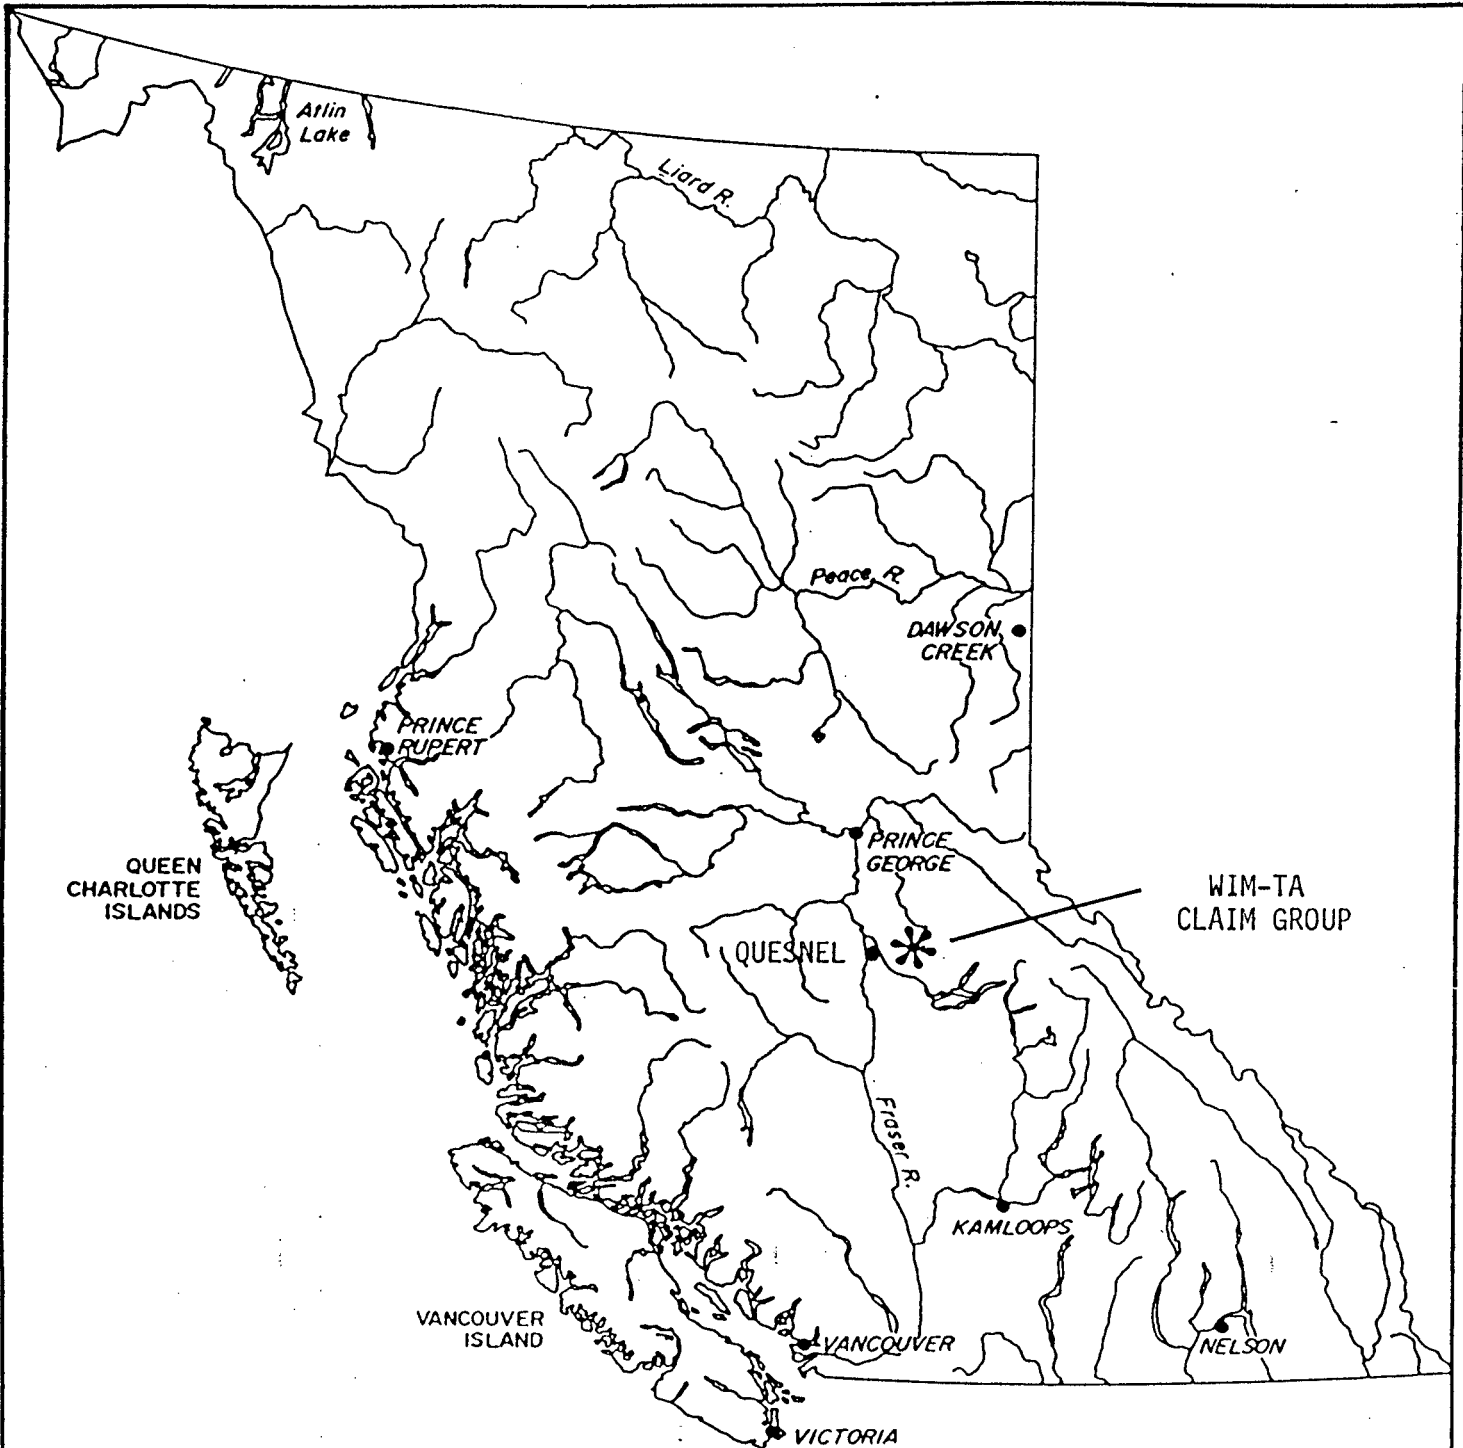 Atlin
Lake
Liard R.
Peace R.
DAWSON
CREEK
PRINCE
RUPERT
PRINCE
GEORGE
QUEEN
CHARLOTTE
ISLANDS
WIM-TA
CLAIM GROUP
QUESNEL
Fraser R.
KAMLOOPS
VANCOUVER
ISLAND
VANCOUVER
NELSON
VICTORIA